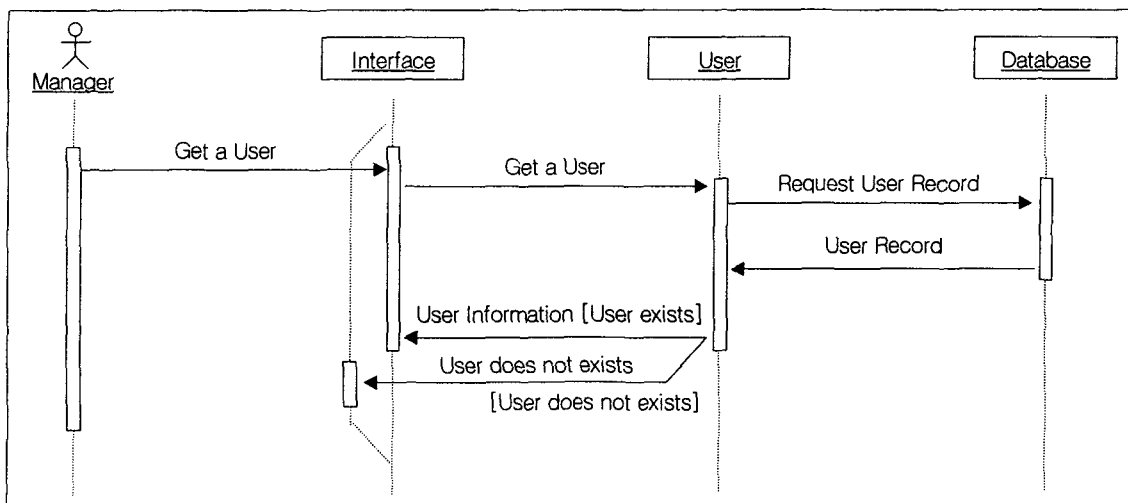 Manager
Interface
User
Database
Get a User
Get a User
Request User Record
User Record
User Information [User exists]
User does not exists
[User does not exists]